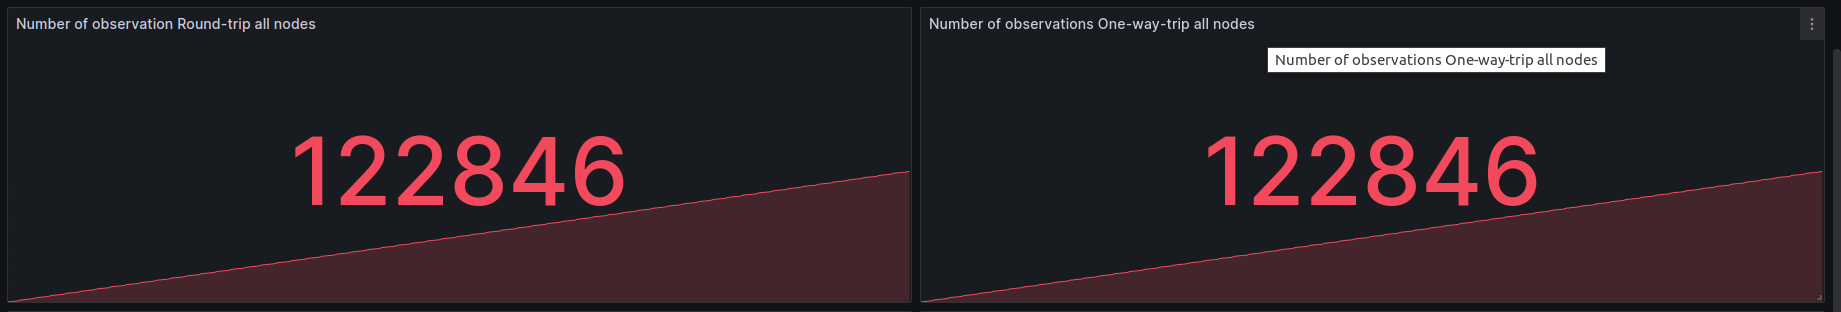 Number of observation Round-trip all nodes
122846
Number of observations One-way-trip all nodes
Number of observations One-way-trip all nodes
122846